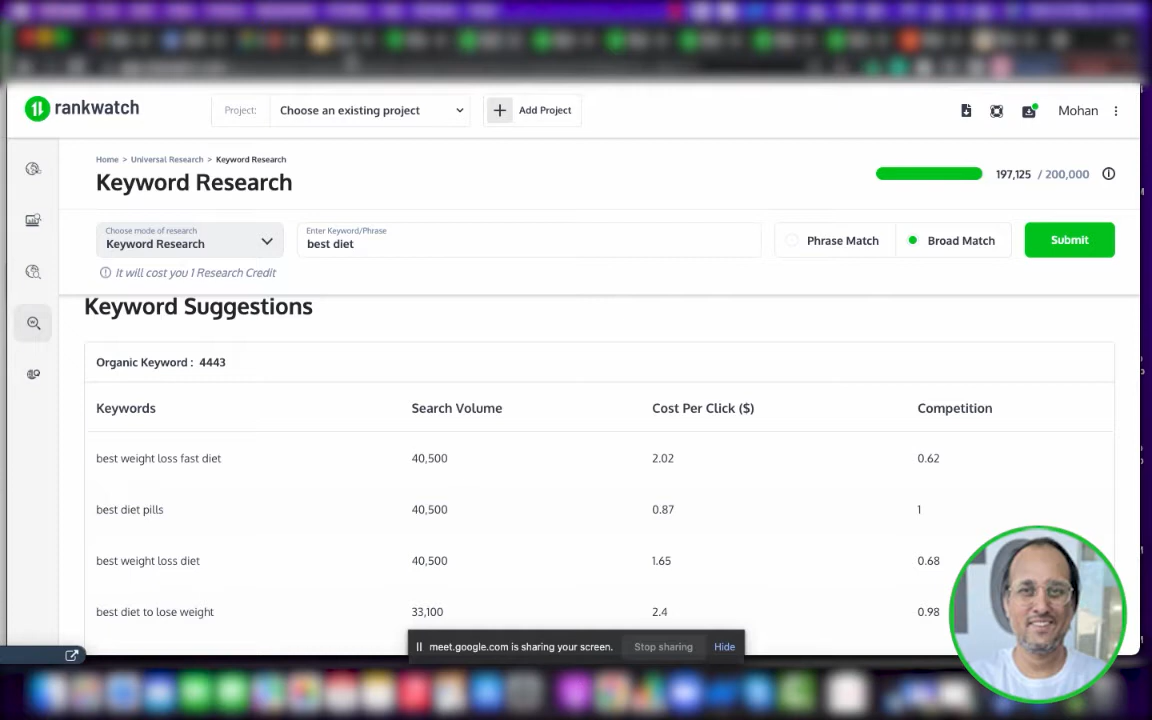 rankwatch
Project: Choose an existing project
Add Project
Mohan
Home > Universal Research > Keyword Research
Keyword Research
197,125 / 200,000
Choose mode of research
Keyword Research
Enter Keyword/Phrase
best diet
Phrase Match
Broad Match
Submit
It will cost you 1 Research Credit
Keyword Suggestions
Organic Keyword : 4443
Keywords Search Volume Cost Per Click ($) Competition
best weight loss fast diet 40,500 2.02 0.62
best diet pills 40,500 0.87 1
best weight loss diet 40,500 1.65 0.68
best diet to lose weight 33,100 2.4 0.98
meet.google.com is sharing your screen. Stop sharing Hide